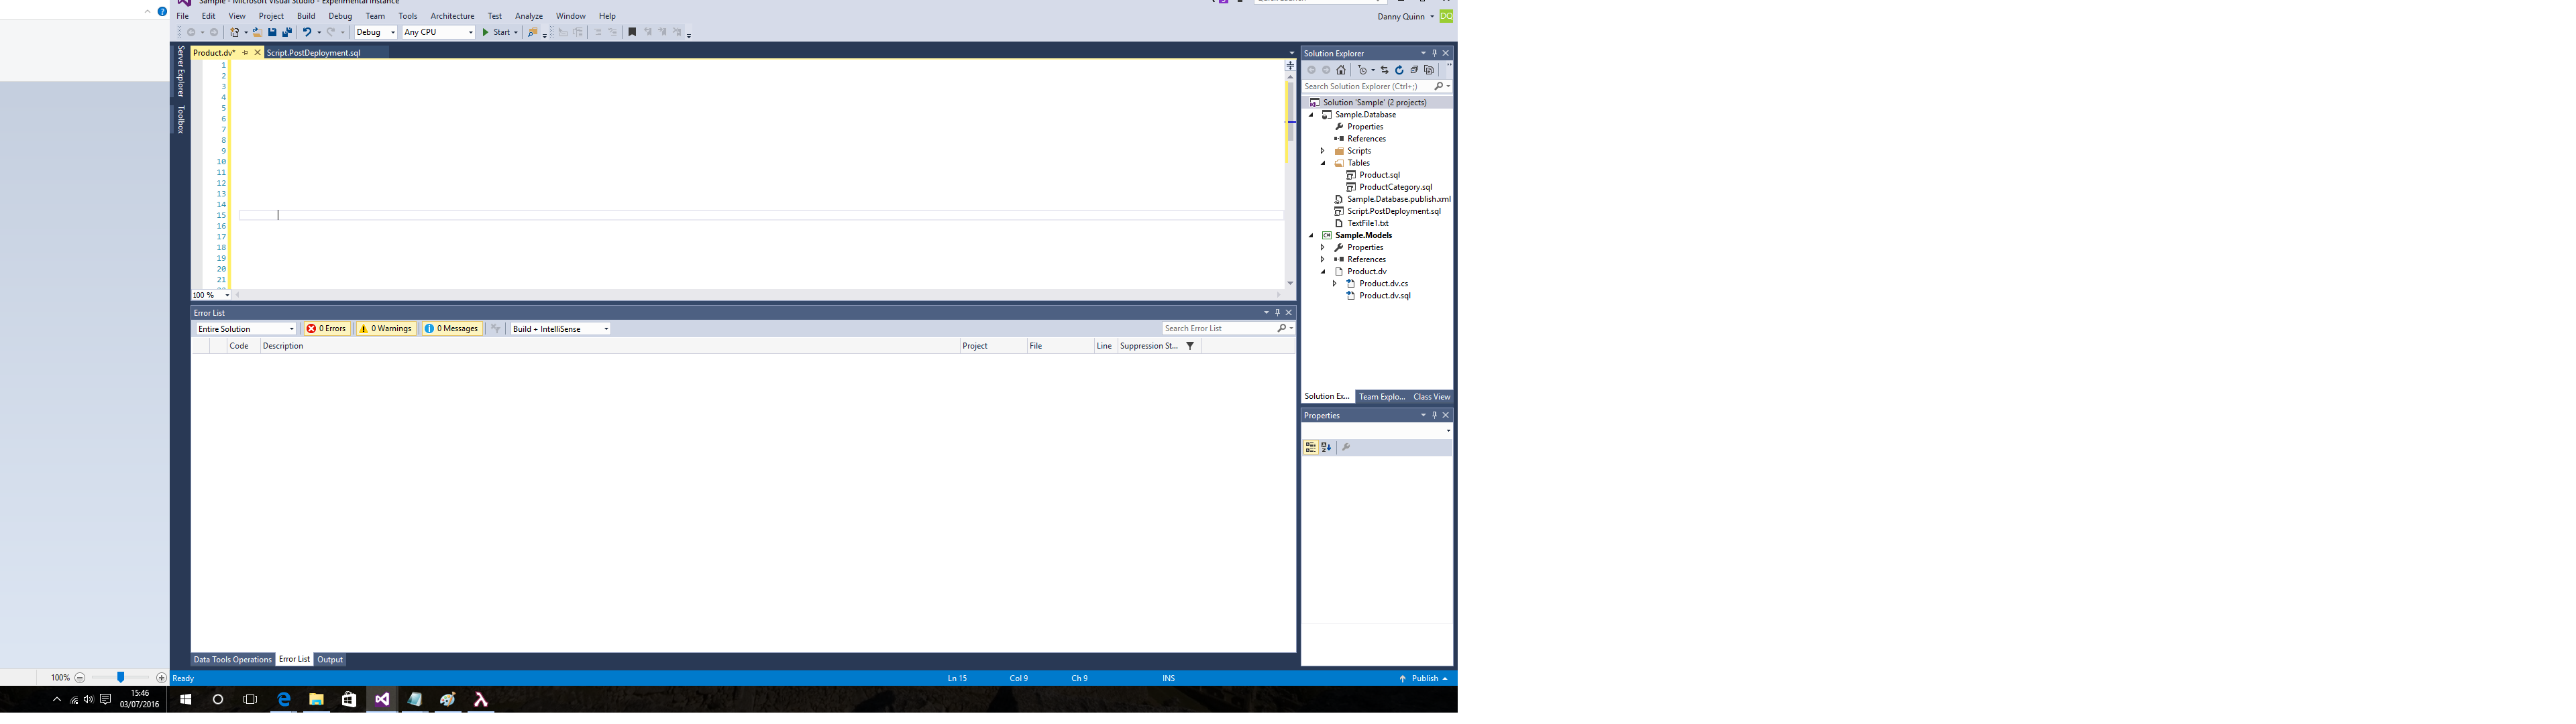 Sample - Microsoft Visual Studio - Experimental Instance
File Edit View Project Build Debug Team Tools Architecture Test Analyze Window Help
Danny Quinn
DQ
Debug Any CPU Start
Server Explorer
Toolbox
Product.dv* Script.PostDeployment.sql
1
2
3
4
5
6
7
8
9
10
11
12
13
14
15
16
17
18
19
20
21
100 %
Error List
Entire Solution 0 Errors 0 Warnings 0 Messages Build + IntelliSense Search Error List
Code Description Project File Line Suppression St...
Data Tools Operations Error List Output
Solution Explorer
Search Solution Explorer (Ctrl+;)
Solution 'Sample' (2 projects)
Sample.Database
Properties
References
Scripts
Tables
Product.sql
ProductCategory.sql
Sample.Database.publish.xml
Script.PostDeployment.sql
TextFile1.txt
Sample.Models
Properties
References
Product.dv
Product.dv.cs
Product.dv.sql
Solution Ex... Team Explo... Class View
Properties
100%
Ready Ln 15 Col 9 Ch 9 INS Publish
15:46
03/07/2016